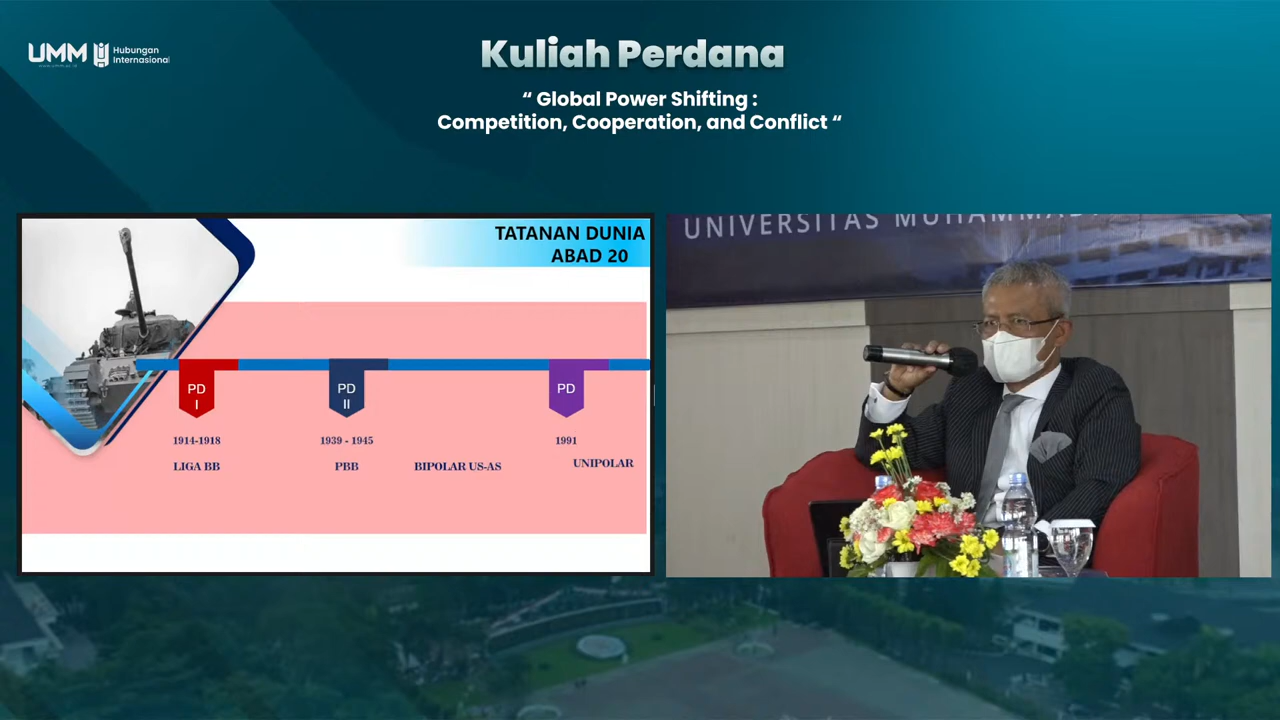 UMM
Hubungan
Internasional
Kuliah Perdana
“ Global Power Shifting :
Competition, Cooperation, and Conflict “
TATANAN DUNIA
ABAD 20
PD
I
PD
II
PD
1914-1918
1939 - 1945
1991
LIGA BB
PBB
BIPOLAR US-AS
UNIPOLAR
UNIVERSITAS